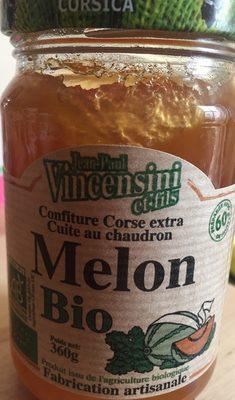 CORSICA
Jean-Paul
Vincensini
et fils
Confiture Corse extra
Cuite au chaudron
Melon
Bio
60%
Poids net:
360g
Produit issu de l'agriculture biologique
Fabrication artisanale